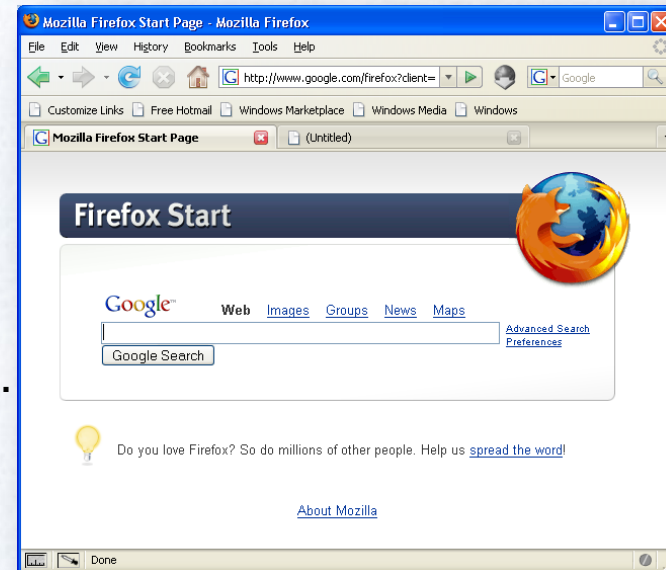 Mozilla Firefox Start Page - Mozilla Firefox
File Edit View History Bookmarks Tools Help
G http://www.google.com/firefox?client= G Google
Customize Links Free Hotmail Windows Marketplace Windows Media Windows
G Mozilla Firefox Start Page (Untitled)
Firefox Start
Google™ Web Images Groups News Maps
Advanced Search
Preferences
Google Search
.
Do you love Firefox? So do millions of other people. Help us spread the word!
About Mozilla
Done